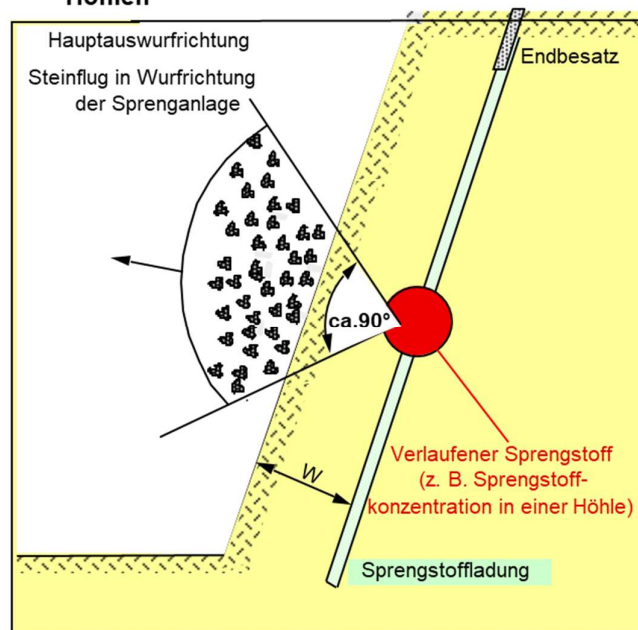 Höhlen
Hauptauswurfrichtung
Steinflug in Wurfrichtung
der Sprenganlage
Endbesatz
ca.90°
W
Verlaufener Sprengstoff
(z. B. Sprengstoff-
konzentration in einer Höhle)
Sprengstoffladung